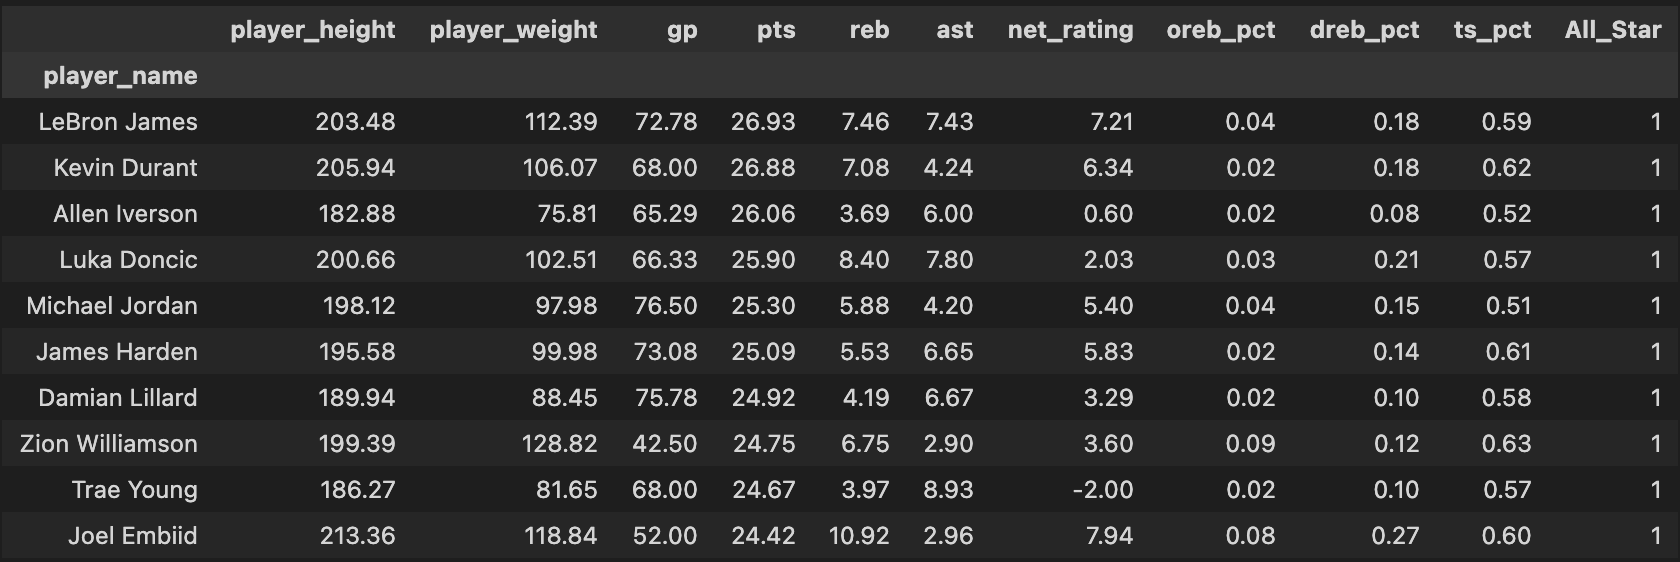 player_height player_weight gp pts reb ast net_rating oreb_pct dreb_pct ts_pct All_Star
player_name
LeBron James 203.48 112.39 72.78 26.93 7.46 7.43 7.21 0.04 0.18 0.59 1
Kevin Durant 205.94 106.07 68.00 26.88 7.08 4.24 6.34 0.02 0.18 0.62 1
Allen Iverson 182.88 75.81 65.29 26.06 3.69 6.00 0.60 0.02 0.08 0.52 1
Luka Doncic 200.66 102.51 66.33 25.90 8.40 7.80 2.03 0.03 0.21 0.57 1
Michael Jordan 198.12 97.98 76.50 25.30 5.88 4.20 5.40 0.04 0.15 0.51 1
James Harden 195.58 99.98 73.08 25.09 5.53 6.65 5.83 0.02 0.14 0.61 1
Damian Lillard 189.94 88.45 75.78 24.92 4.19 6.67 3.29 0.02 0.10 0.58 1
Zion Williamson 199.39 128.82 42.50 24.75 6.75 2.90 3.60 0.09 0.12 0.63 1
Trae Young 186.27 81.65 68.00 24.67 3.97 8.93 -2.00 0.02 0.10 0.57 1
Joel Embiid 213.36 118.84 52.00 24.42 10.92 2.96 7.94 0.08 0.27 0.60 1